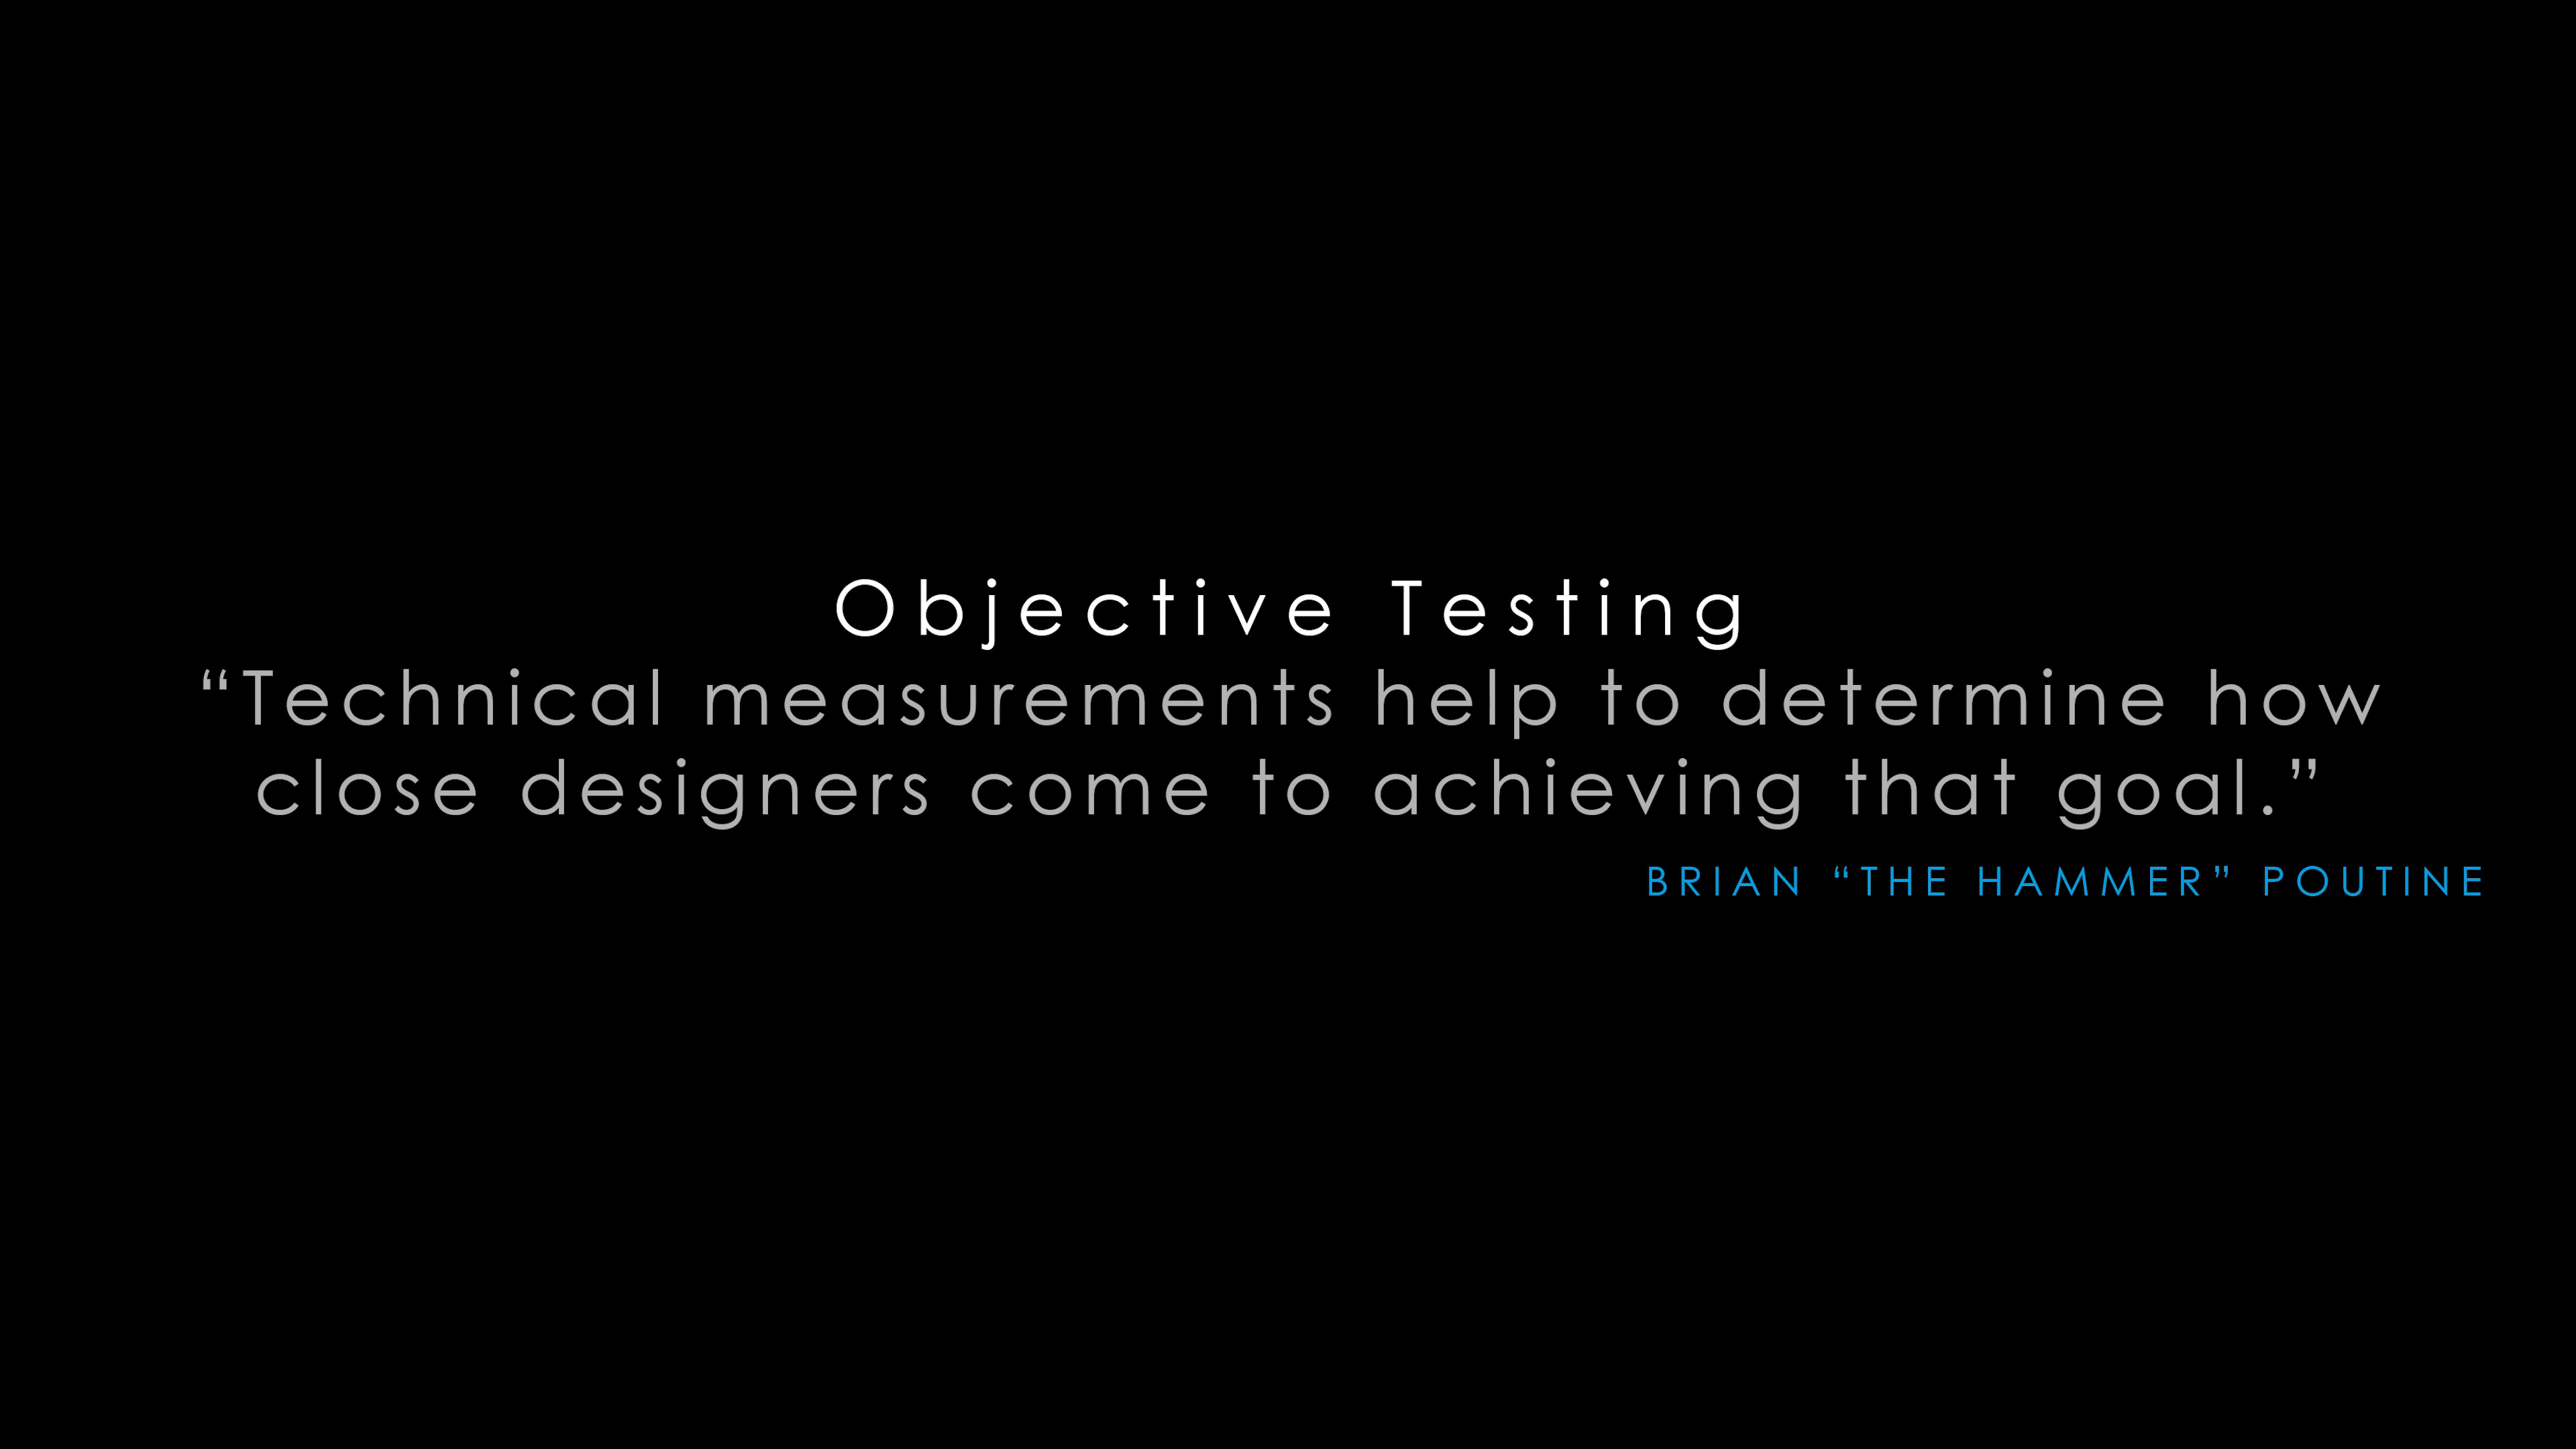 Objective Testing
“Technical measurements help to determine how
close designers come to achieving that goal.”
BRIAN “THE HAMMER” POUTINE